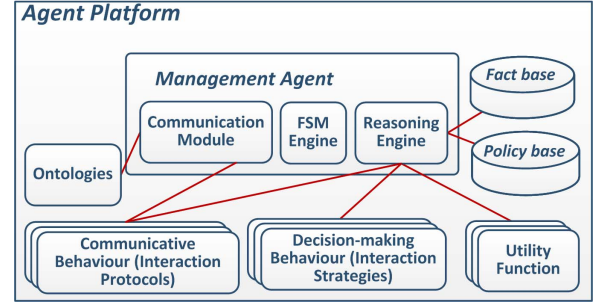 Agent Platform
Management Agent
Communication
Module
FSM
Engine
Reasoning
Engine
Fact base
Policy base
Ontologies
Communicative
Behaviour (Interaction
Protocols)
Decision-making
Behaviour (Interaction
Strategies)
Utility
Function